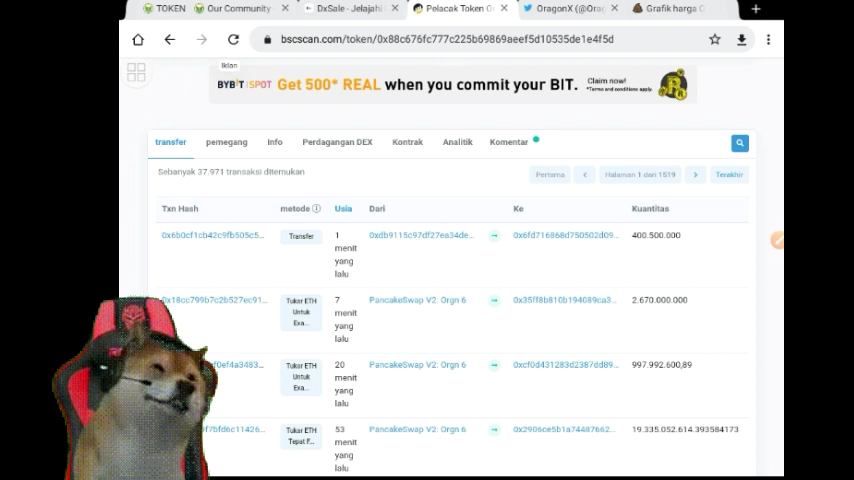 TOKEN
Our Community
DxSale - Jelajahi
Pelacak Token O
OragonX (@Orag
Grafik harga O
bscscan.com/token/0x88c676fc777c225b69869aeef5d10535de1e4f5d
Iklan
BYBIT | SPOT Get 500* REAL when you commit your BIT. Claim now!
*Terms and conditions apply.
transfer pemegang Info Perdagangan DEX Kontrak Analitik Komentar
Sebanyak 37.971 transaksi ditemukan
Pertama Halaman 1 dari 1519 Terakhir
Txn Hash metode Usia Dari Ke Kuantitas
0x6b0cf1cb42c9fb505c5... Transfer 1 menit yang lalu 0xdb9115c97df27ea34de... 0x6fd716868d750502d09... 400.500.000
0x18cc799b7c2b527ec91... Tukar ETH Untuk Exa... 7 menit yang lalu PancakeSwap V2: Orgn 6 0x35ff8b810b194089ca3... 2.670.000.000
f0ef4a3483... Tukar ETH Untuk Exa... 20 menit yang lalu PancakeSwap V2: Orgn 6 0xcf0d431283d2387dd89... 997.992.600,89
f7bfd6c11426... Tukar ETH Tepat F... 53 menit yang lalu PancakeSwap V2: Orgn 6 0x2906ce5b1a74487662... 19.335.052.614.393584173